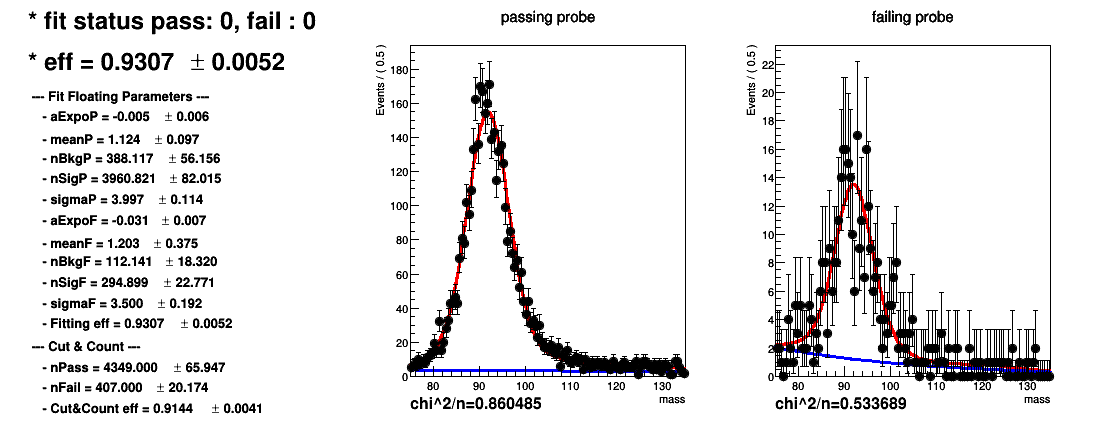 * fit status pass: 0, fail : 0
* eff = 0.9307 ± 0.0052
--- Fit Floating Parameters ---
- aExpoP = -0.005 ± 0.006
- meanP = 1.124 ± 0.097
- nBkgP = 388.117 ± 56.156
- nSigP = 3960.821 ± 82.015
- sigmaP = 3.997 ± 0.114
- aExpoF = -0.031 ± 0.007
- meanF = 1.203 ± 0.375
- nBkgF = 112.141 ± 18.320
- nSigF = 294.899 ± 22.771
- sigmaF = 3.500 ± 0.192
- Fitting eff = 0.9307 ± 0.0052
--- Cut & Count ---
- nPass = 4349.000 ± 65.947
- nFail = 407.000 ± 20.174
- Cut&Count eff = 0.9144 ± 0.0041
passing probe
Events / ( 0.5 )
180
160
140
120
100
80
60
40
20
0
80 90 100 110 120 130
mass
chi^2/n=0.860485
failing probe
Events / ( 0.5 )
22
20
18
16
14
12
10
8
6
4
2
0
80 90 100 110 120 130
mass
chi^2/n=0.533689